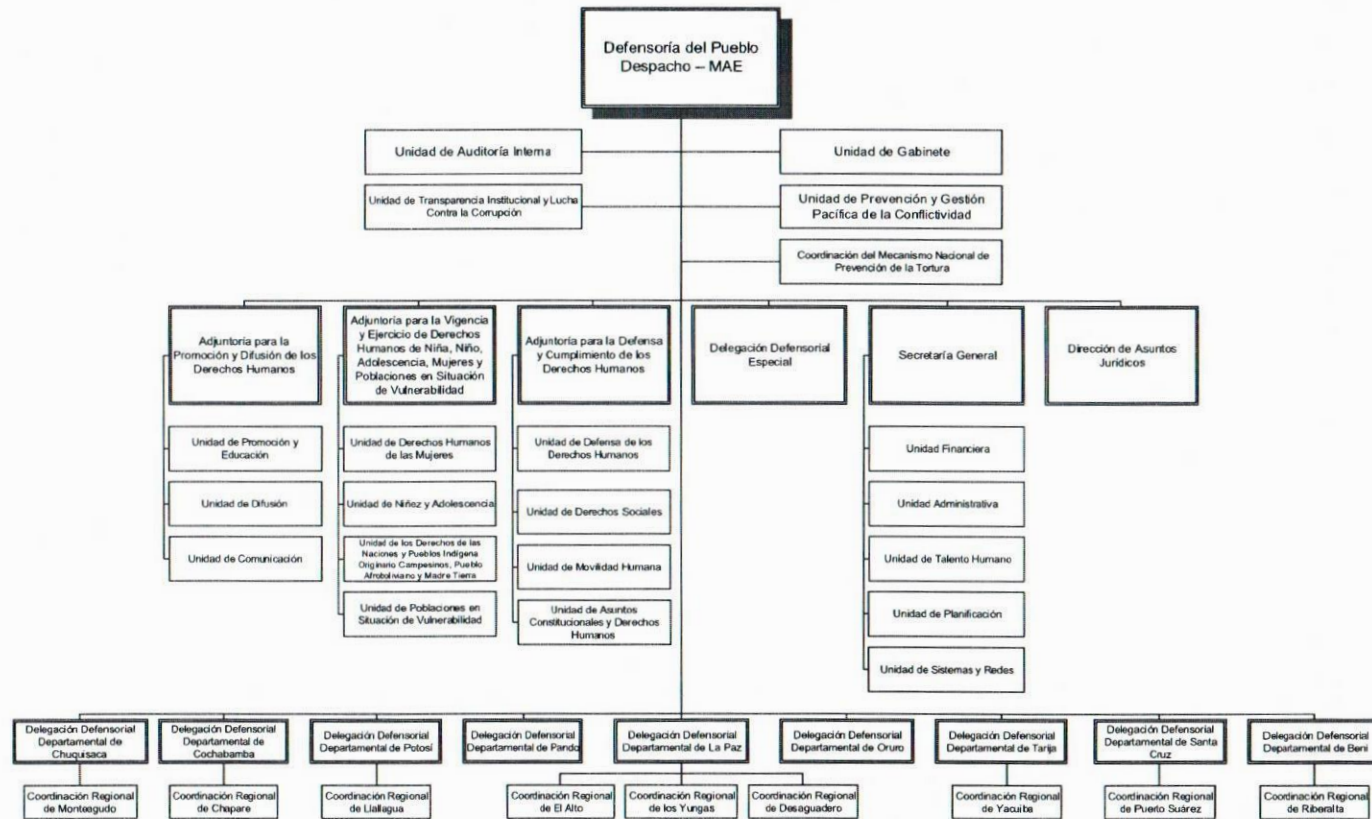 Defensoría del Pueblo
Despacho – MAE
Unidad de Auditoría Interna
Unidad de Gabinete
Unidad de Transparencia Institucional y Lucha
Contra la Corrupción
Unidad de Prevención y Gestión
Pacífica de la Conflictividad
Coordinación del Mecanismo Nacional de
Prevención de la Tortura
Adjuntoría para la
Promoción y Difusión de los
Derechos Humanos
Adjuntoría para la Vigencia
y Ejercicio de Derechos
Humanos de Niña, Niño,
Adolescencia, Mujeres y
Poblaciones en Situación
de Vulnerabilidad
Adjuntoría para la Defensa
y Cumplimiento de los
Derechos Humanos
Delegación Defensorial
Especial
Secretaría General
Dirección de Asuntos
Jurídicos
Unidad de Promoción y
Educación
Unidad de Difusión
Unidad de Comunicación
Unidad de Derechos Humanos
de las Mujeres
Unidad de Niñez y Adolescencia
Unidad de los Derechos de las
Naciones y Pueblos Indígena
Originario Campesinos, Pueblo
Afroboliviano y Madre Tierra
Unidad de Poblaciones en
Situación de Vulnerabilidad
Unidad de Defensa de los
Derechos Humanos
Unidad de Derechos Sociales
Unidad de Movilidad Humana
Unidad de Asuntos
Constitucionales y Derechos
Humanos
Unidad Financiera
Unidad Administrativa
Unidad de Talento Humano
Unidad de Planificación
Unidad de Sistemas y Redes
Delegación Defensorial
Departamental de
Chuquisaca
Delegación Defensorial
Departamental de
Cochabamba
Delegación Defensorial
Departamental de Potosí
Delegación Defensorial
Departamental de Pando
Delegación Defensorial
Departamental de La Paz
Delegación Defensorial
Departamental de Oruro
Delegación Defensorial
Departamental de Tarija
Delegación Defensorial
Departamental de Santa
Cruz
Delegación Defensorial
Departamental de Beni
Coordinación Regional
de Monteagudo
Coordinación Regional
de Chapare
Coordinación Regional
de Llallagua
Coordinación Regional
de El Alto
Coordinación Regional
de los Yungas
Coordinación Regional
de Desaguadero
Coordinación Regional
de Yacuiba
Coordinación Regional
de Puerto Suárez
Coordinación Regional
de Riberalta